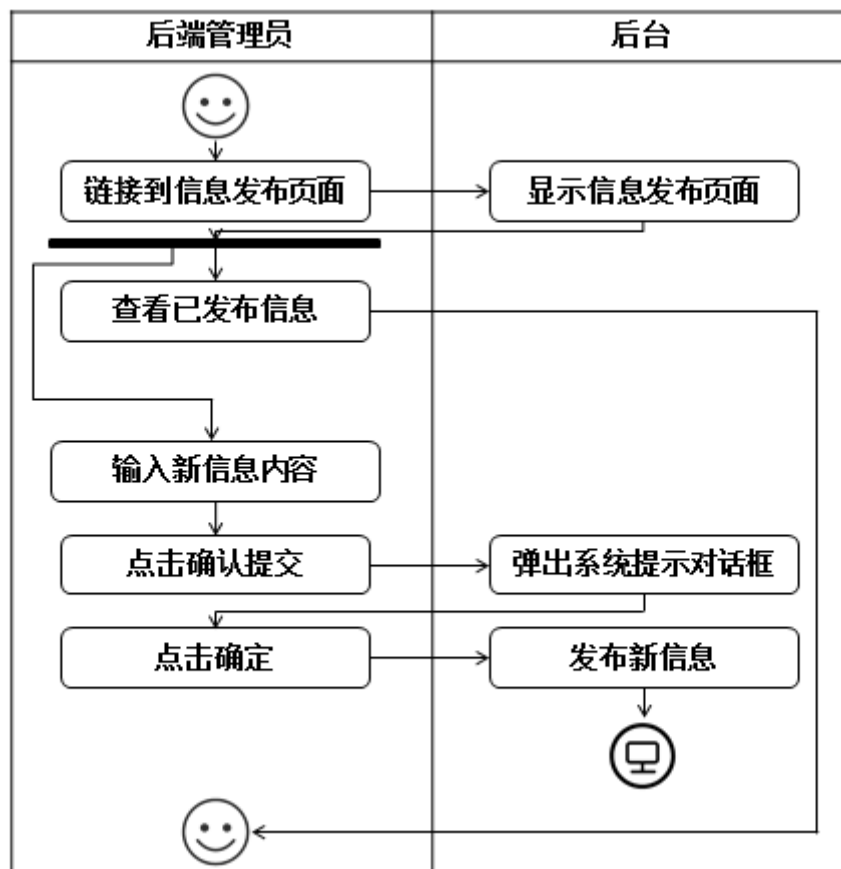 后端管理员
后台
链接到信息发布页面
显示信息发布页面
查看已发布信息
输入新信息内容
点击确认提交
弹出系统提示对话框
点击确定
发布新信息